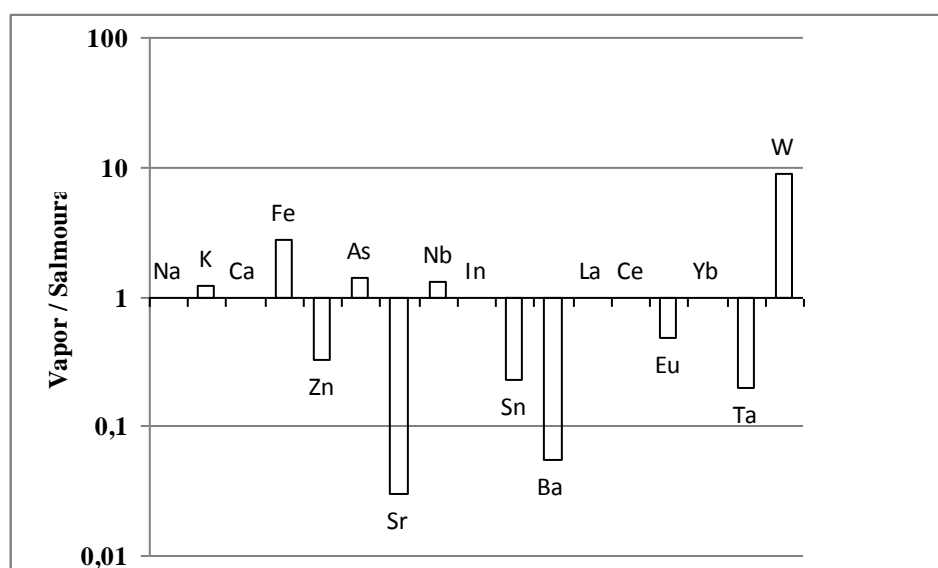 100
10
1
0,1
0,01
Vapor / Salmoura
Na
K
Ca
Fe
Zn
As
Sr
Nb
In
Sn
Ba
La
Ce
Eu
Yb
Ta
W